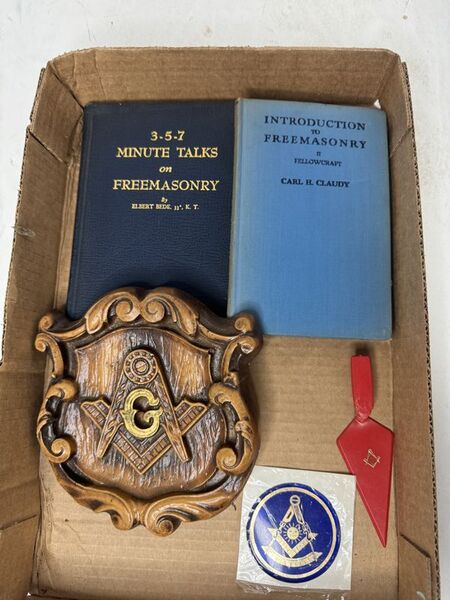 3-5-7
MINUTE TALKS
on
FREEMASONRY
By
ELBERT BEDE, 33°, K. T.
INTRODUCTION
TO
FREEMASONRY
II
FELLOWCRAFT
CARL H. CLAUDY
G